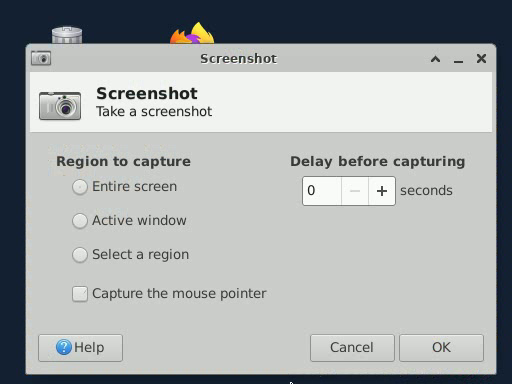 Screenshot
Screenshot
Take a screenshot
Region to capture
Entire screen
Active window
Select a region
Capture the mouse pointer
Delay before capturing
0 seconds
Help
Cancel
OK